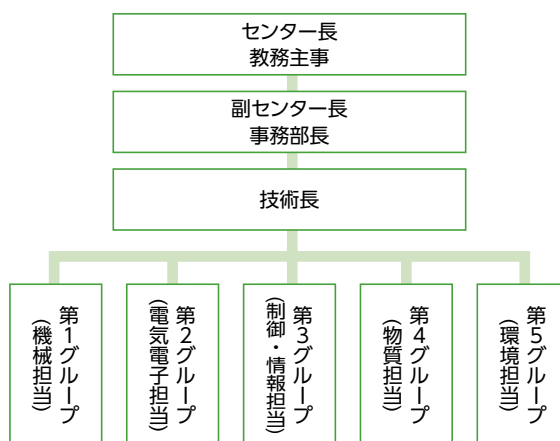 センター長
教務主事
副センター長
事務部長
技術長
第1グループ
(機械担当)
第2グループ
(電気電子担当)
第3グループ
(制御・情報担当)
第4グループ
(物質担当)
第5グループ
(環境担当)